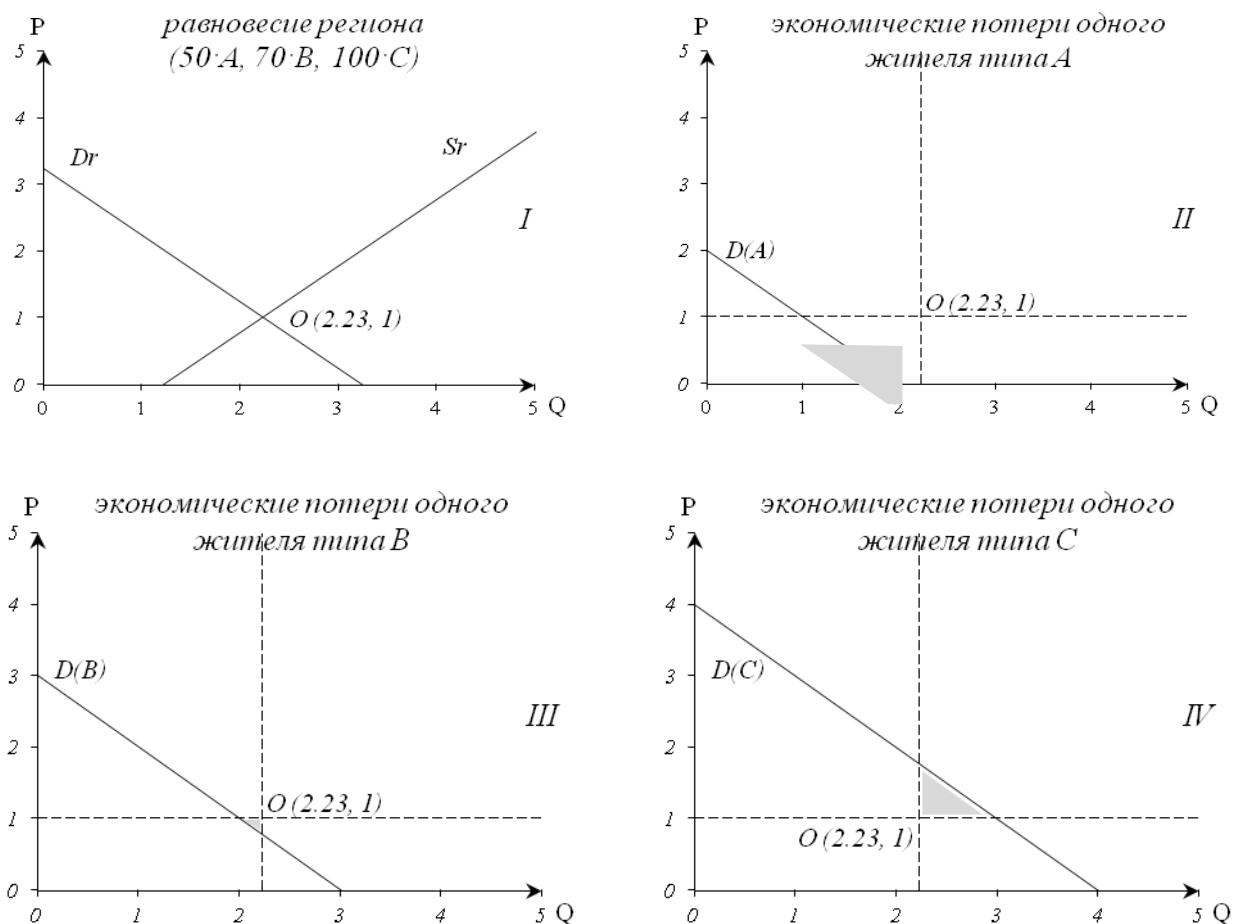 равновесие региона
(50·A, 70·B, 100·C)
P
5
4
3
2
1
0
Dr
Sr
I
O (2.23, 1)
0 1 2 3 4 5 Q
экономические потери одного
жителя типа A
P
5
4
3
2
1
0
D(A)
II
O (2.23, 1)
0 1 2 3 4 5 Q
экономические потери одного
жителя типа B
P
5
4
3
2
1
0
D(B)
III
O (2.23, 1)
0 1 2 3 4 5 Q
экономические потери одного
жителя типа C
P
5
4
3
2
1
0
D(C)
IV
O (2.23, 1)
0 1 2 3 4 5 Q